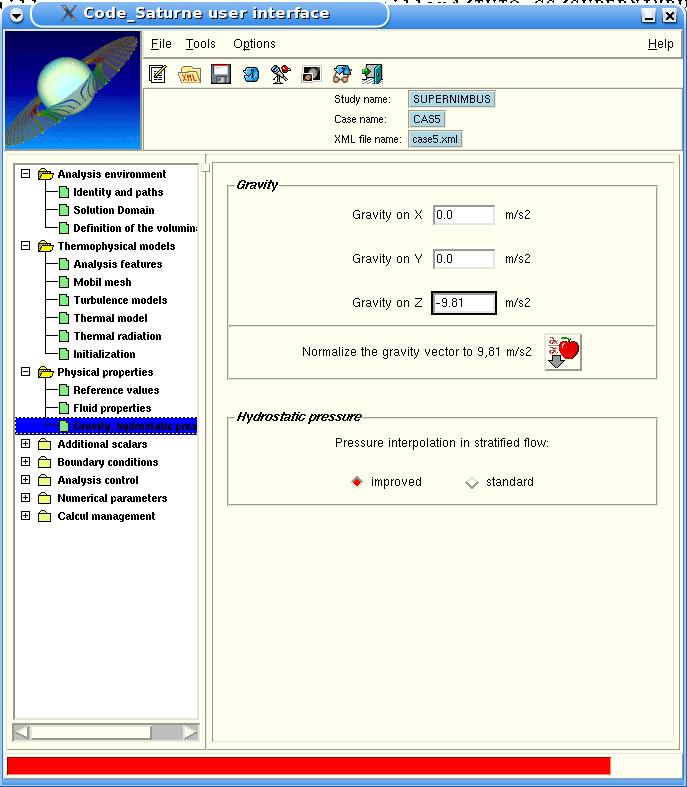 Code_Saturne user interface
File Tools Options Help
XML
Study name: SUPERNIMBUS
Case name: CAS5
XML file name: case5.xml
Analysis environment
Identity and paths
Solution Domain
Definition of the volumin
Thermophysical models
Analysis features
Mobil mesh
Turbulence models
Thermal model
Thermal radiation
Initialization
Physical properties
Reference values
Fluid properties
Gravity, hydrostatic pres
Additional scalars
Boundary conditions
Analysis control
Numerical parameters
Calcul management
Gravity
Gravity on X 0.0 m/s2
Gravity on Y 0.0 m/s2
Gravity on Z -9.81 m/s2
Normalize the gravity vector to 9,81 m/s2
Hydrostatic pressure
Pressure interpolation in stratified flow:
improved standard